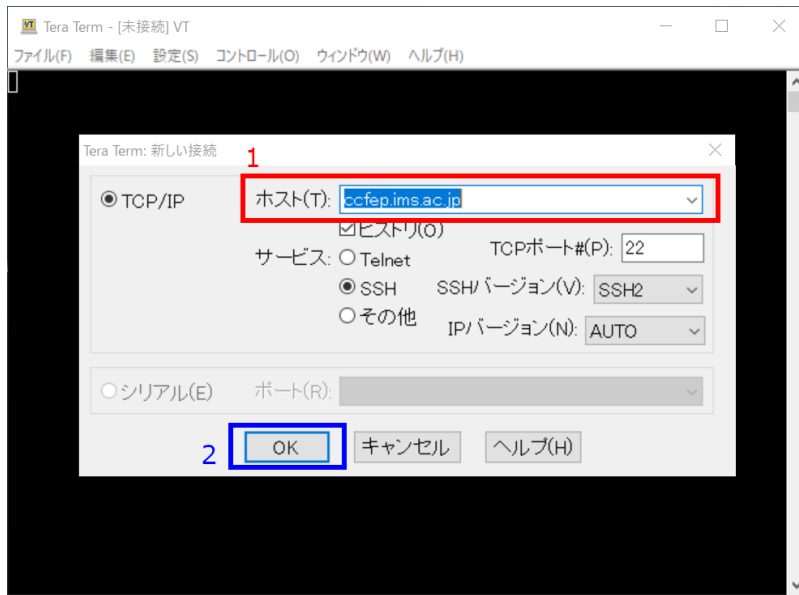 Tera Term - [未接続] VT
ファイル(F) 編集(E) 設定(S) コントロール(O) ウィンドウ(W) ヘルプ(H)
Tera Term: 新しい接続
1
TCP/IP ホスト(T): ccfep.ims.ac.jp
ヒストリ(O)
サービス: Telnet TCPポート#(P): 22
SSH SSHバージョン(V): SSH2
その他 IPバージョン(N): AUTO
シリアル(E) ポート(R):
2 OK キャンセル ヘルプ(H)